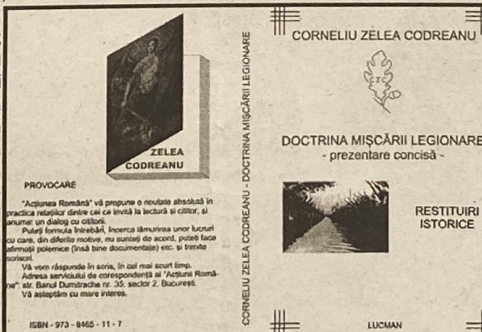 ZELEA
CODREANU
PROVOCARE
"Acțiunea Română" vă propune o noutate absolută în
practica relațiilor dintre cei ce invită la lectură și cititor, și
anume: un dialog cu cititorii.
Puteți formula întrebări, încerca lămurirea unor lucruri
cu care, din diferite motive, nu sunteți de acord, puteți face
afirmații polemice (însă bine documentate) etc. și trimite
scrisori.
Vă vom răspunde în scris, în cel mai scurt timp.
Adresa serviciului de corespondență al "Acțiunii Româ-
ne": str. Banul Dumitrache nr. 35, sector 2, București.
Vă așteptăm cu mare interes.
ISBN - 973 - 8465 - 11 - 7
CORNELIU ZELEA CODREANU - DOCTRINA MIȘCĂRII LEGIONARE
CORNELIU ZELEA CODREANU
CZC
DOCTRINA MIȘCĂRII LEGIONARE
- prezentare concisă -
RESTITUIRI
ISTORICE
LUCMAN